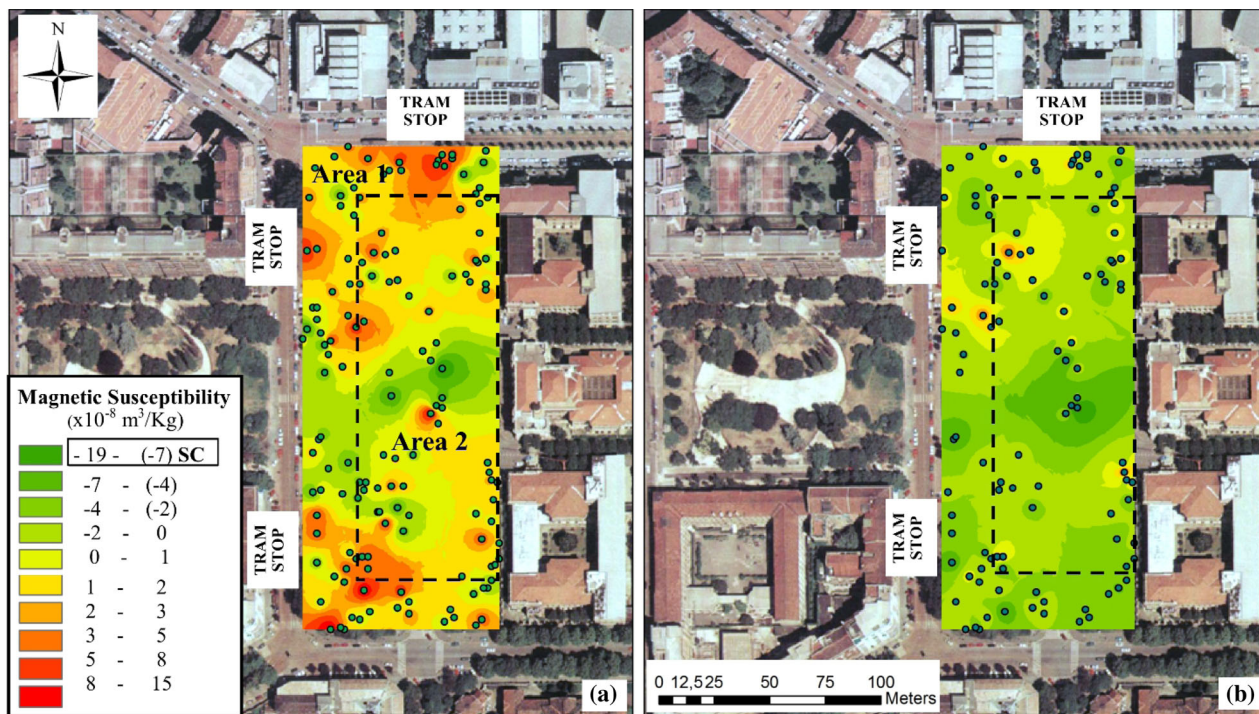 N
TRAM
STOP
Area 1
TRAM
STOP
Area 2
TRAM
STOP
Magnetic Susceptibility
(x10⁻⁸ m³/Kg)
- 19 - (-7) SC
-7 - (-4)
-4 - (-2)
-2 - 0
0 - 1
1 - 2
2 - 3
3 - 5
5 - 8
8 - 15
(a)
TRAM
STOP
TRAM
STOP
TRAM
STOP
0 12,525 50 75 100
Meters
(b)